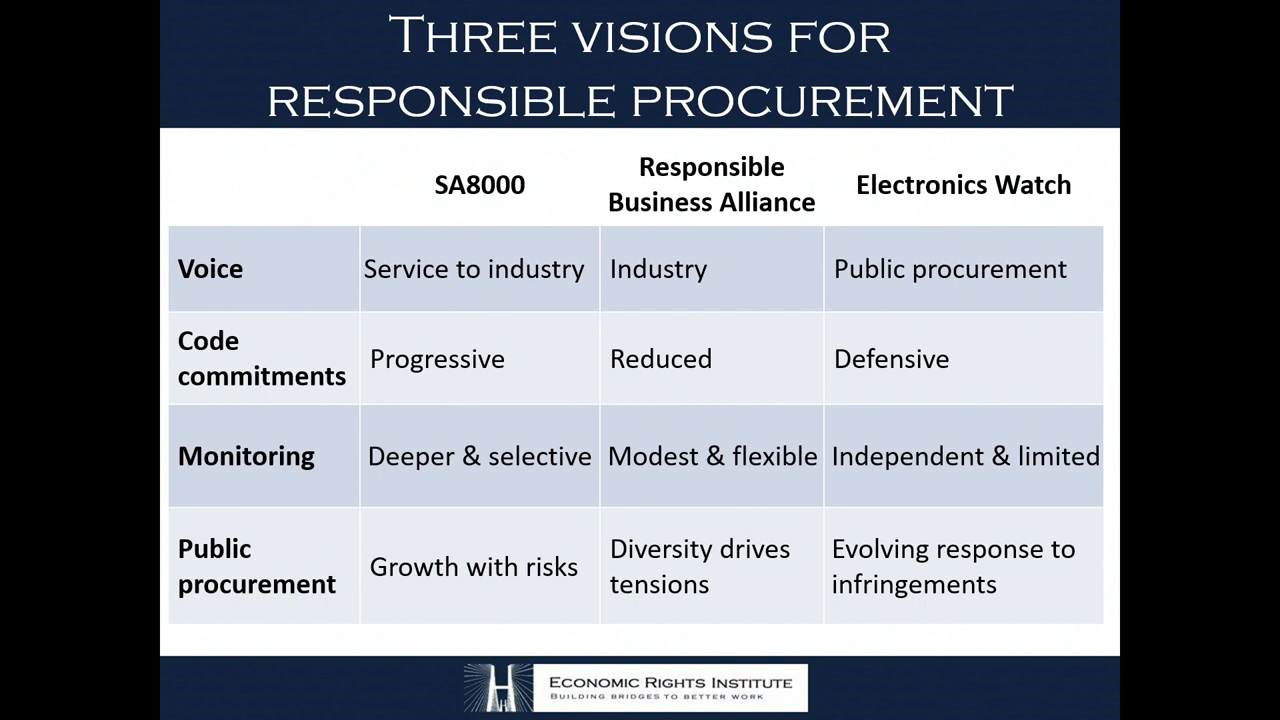 THREE VISIONS FOR
RESPONSIBLE PROCUREMENT
SA8000
Responsible
Business Alliance
Electronics Watch
Voice
Service to industry
Industry
Public procurement
Code
commitments
Progressive
Reduced
Defensive
Monitoring
Deeper & selective
Modest & flexible
Independent & limited
Public
procurement
Growth with risks
Diversity drives
tensions
Evolving response to
infringements
ECONOMIC RIGHTS INSTITUTE
BUILDING BRIDGES TO BETTER WORK